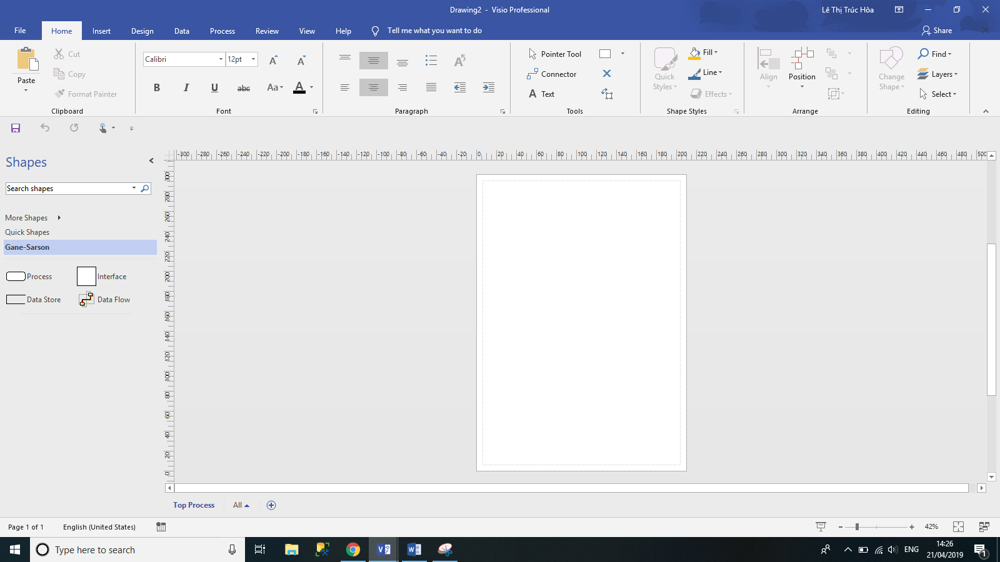 Drawing2 - Visio Professional
Lê Thị Trúc Hòa
File Home Insert Design Data Process Review View Help Tell me what you want to do Share
Paste
Cut
Copy
Format Painter
Clipboard
Calibri 12pt
A A
B I U abc Aa A
Font
Paragraph
Pointer Tool
Connector
A Text
Tools
Quick Styles
Fill
Line
Effects
Shape Styles
Align
Position
Arrange
Change Shape
Find
Layers
Select
Editing
-300 -280 -260 -240 -220 -200 -180 -160 -140 -120 -100 -80 -60 -40 -20 0 20 40 60 80 100 120 140 160 180 200 220 240 260 280 300 320 340 360 380 400 420 440 460 480 500
Shapes
Search shapes
More Shapes
Quick Shapes
Gane-Sarson
Process Interface
Data Store Data Flow
300
280
260
240
220
200
180
160
140
120
100
80
60
40
20
0
Top Process All
Page 1 of 1 English (United States) 42%
Type here to search
ENG
14:26
21/04/2019
1